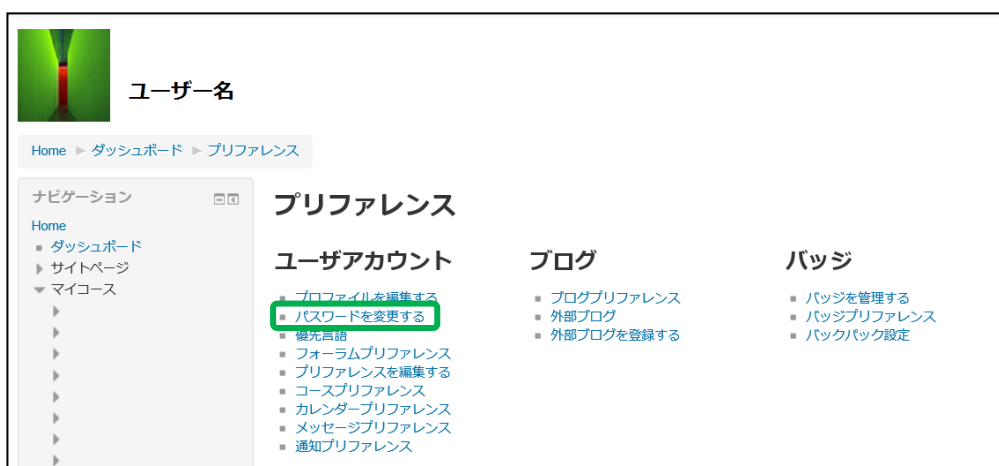 ユーザー名
Home ▶ ダッシュボード ▶ プリファレンス
ナビゲーション
Home
ダッシュボード
サイトページ
マイコース
プリファレンス
ユーザアカウント
プロファイルを編集する
パスワードを変更する
優先言語
フォーラムプリファレンス
プリファレンスを編集する
コースプリファレンス
カレンダープリファレンス
メッセージプリファレンス
通知プリファレンス
ブログ
ブログプリファレンス
外部ブログ
外部ブログを登録する
バッジ
バッジを管理する
バッジプリファレンス
バックパック設定